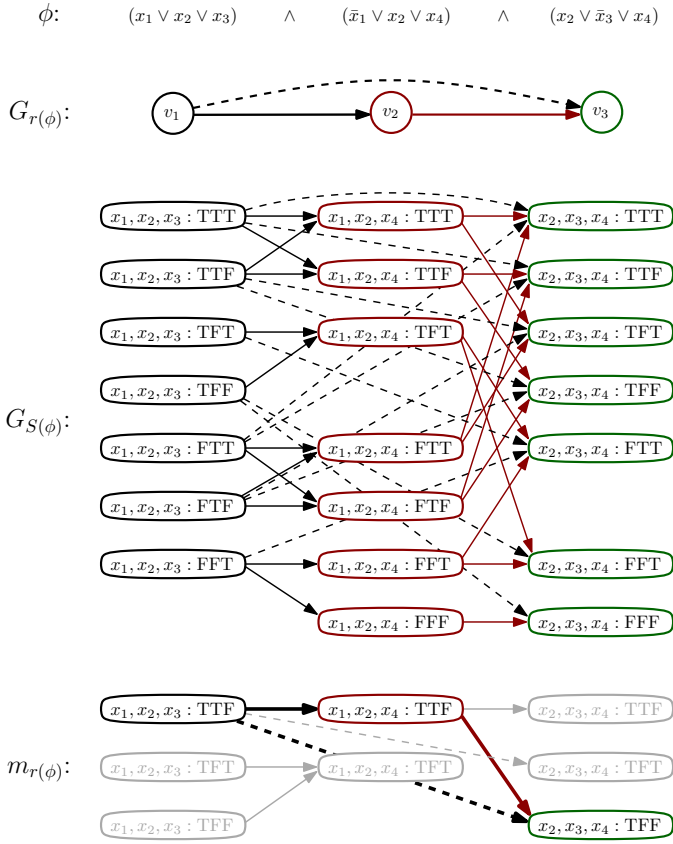 ϕ: (x₁ ∨ x₂ ∨ x₃) ∧ (x̄₁ ∨ x₂ ∨ x₄) ∧ (x₂ ∨ x̄₃ ∨ x₄)
G_{r(ϕ)}: v₁ v₂ v₃
x₁, x₂, x₃ : TTT x₁, x₂, x₄ : TTT x₂, x₃, x₄ : TTT
x₁, x₂, x₃ : TTF x₁, x₂, x₄ : TTF x₂, x₃, x₄ : TTF
x₁, x₂, x₃ : TFT x₁, x₂, x₄ : TFT x₂, x₃, x₄ : TFT
x₁, x₂, x₃ : TFF x₂, x₃, x₄ : TFF
G_{S(ϕ)}:
x₁, x₂, x₃ : FTT x₁, x₂, x₄ : FTT x₂, x₃, x₄ : FTT
x₁, x₂, x₃ : FTF x₁, x₂, x₄ : FTF
x₁, x₂, x₃ : FFT x₁, x₂, x₄ : FFT x₂, x₃, x₄ : FFT
x₁, x₂, x₄ : FFF x₂, x₃, x₄ : FFF
x₁, x₂, x₃ : TTF x₁, x₂, x₄ : TTF x₂, x₃, x₄ : TTF
m_{r(ϕ)}: x₁, x₂, x₃ : TFT x₁, x₂, x₄ : TFT x₂, x₃, x₄ : TFT
x₁, x₂, x₃ : TFF x₂, x₃, x₄ : TFF